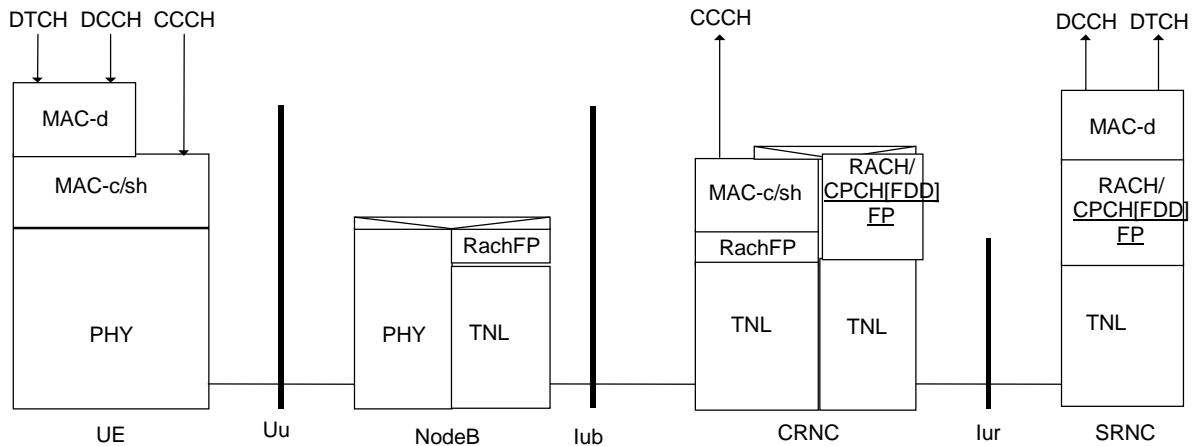 DTCH DCCH CCCH
CCCH
DCCH DTCH
MAC-d
MAC-c/sh
PHY
PHY
RachFP
TNL
MAC-c/sh
RachFP
TNL
RACH/
CPCH[FDD]
FP
TNL
MAC-d
RACH/
CPCH[FDD]
FP
TNL
UE
Uu
NodeB
Iub
CRNC
Iur
SRNC